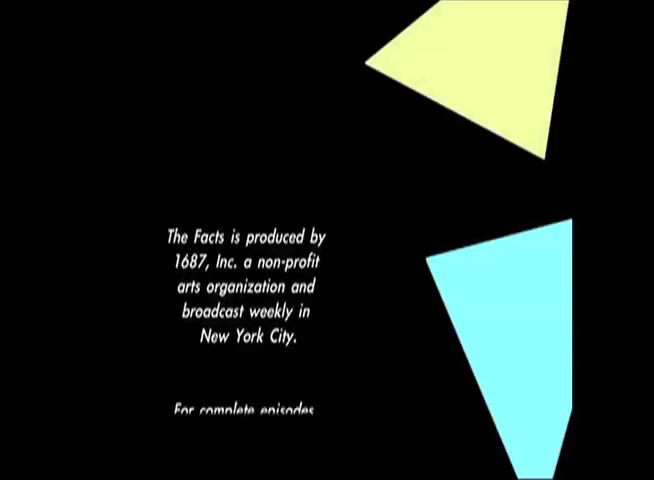 The Facts is produced by
1687, Inc. a non-profit
arts organization and
broadcast weekly in
New York City.
For complete episodes